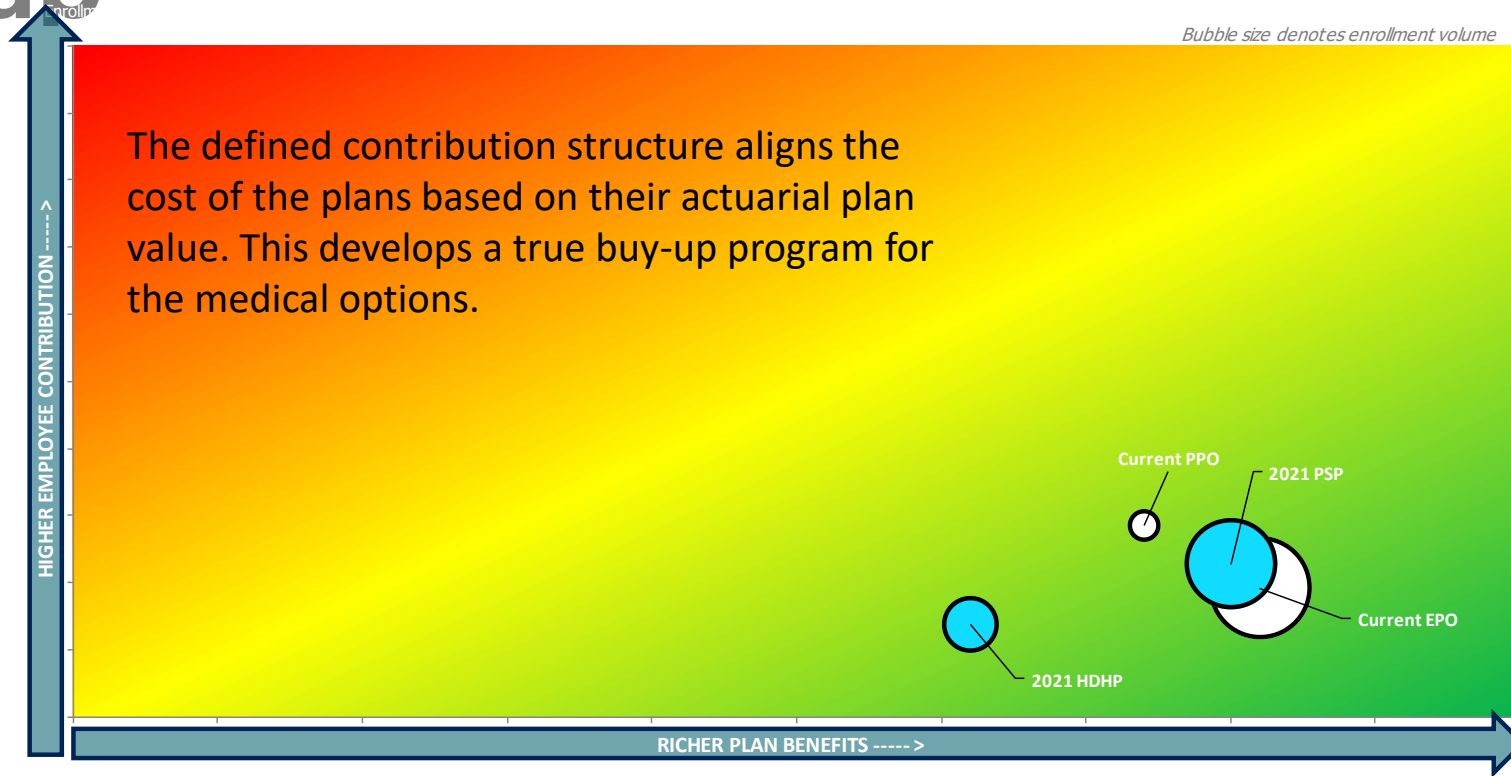 Bubble size denotes enrollment volume
The defined contribution structure aligns the
cost of the plans based on their actuarial plan
value. This develops a true buy-up program for
the medical options.
HIGHER EMPLOYEE CONTRIBUTION ----- >
Current PPO
2021 PSP
Current EPO
2021 HDHP
RICHER PLAN BENEFITS ----- >